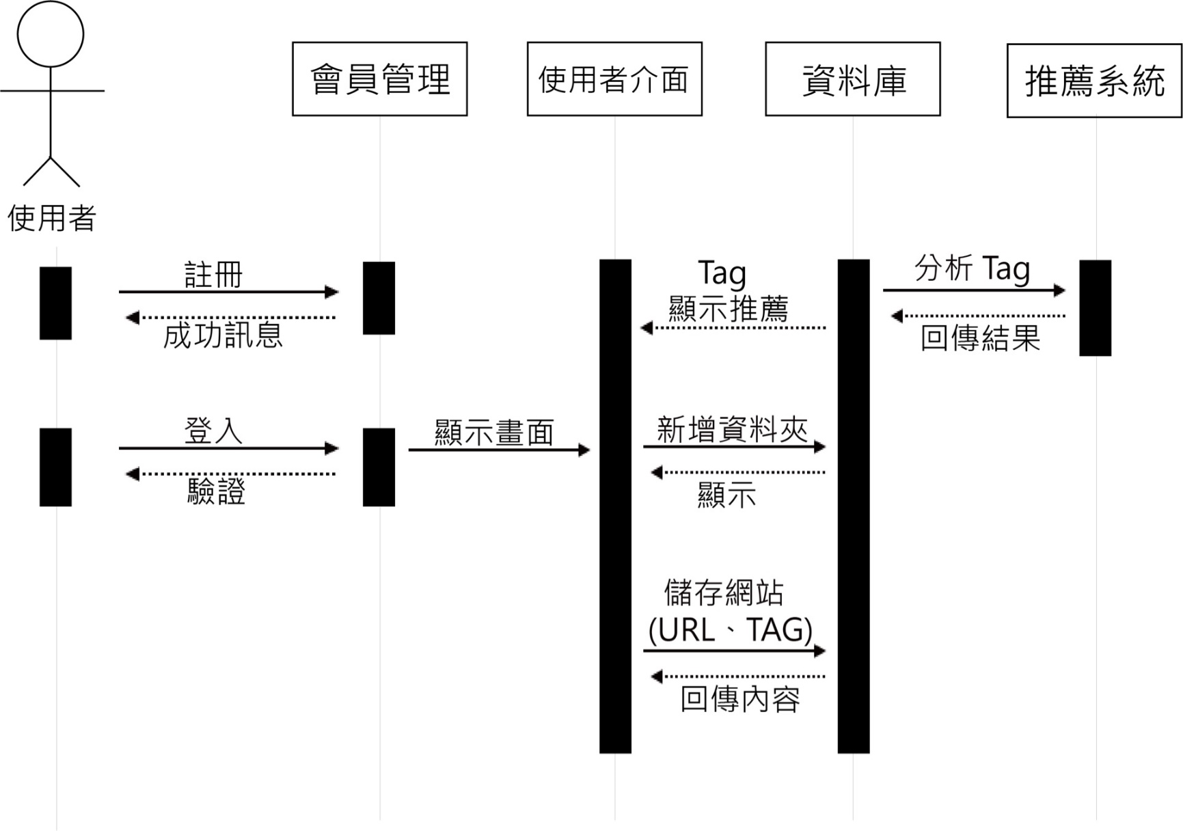 會員管理
使用者介面
資料庫
推薦系統
使用者
註冊
成功訊息
Tag
顯示推薦
分析 Tag
回傳結果
登入
驗證
顯示畫面
新增資料夾
顯示
儲存網站
(URL、TAG)
回傳內容